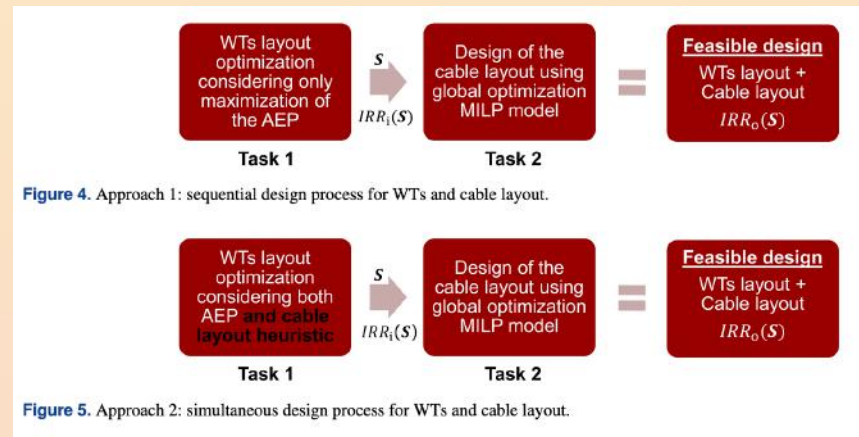 WTs layout
optimization
considering only
maximization of
the AEP
S
IRRi(S)
Design of the
cable layout using
global optimization
MILP model
=
Feasible design
WTs layout +
Cable layout
IRRo(S)
Task 1
Task 2
Figure 4. Approach 1: sequential design process for WTs and cable layout.
WTs layout
optimization
considering both
AEP and cable
layout heuristic
S
IRRi(S)
Design of the
cable layout using
global optimization
MILP model
=
Feasible design
WTs layout +
Cable layout
IRRo(S)
Task 1
Task 2
Figure 5. Approach 2: simultaneous design process for WTs and cable layout.